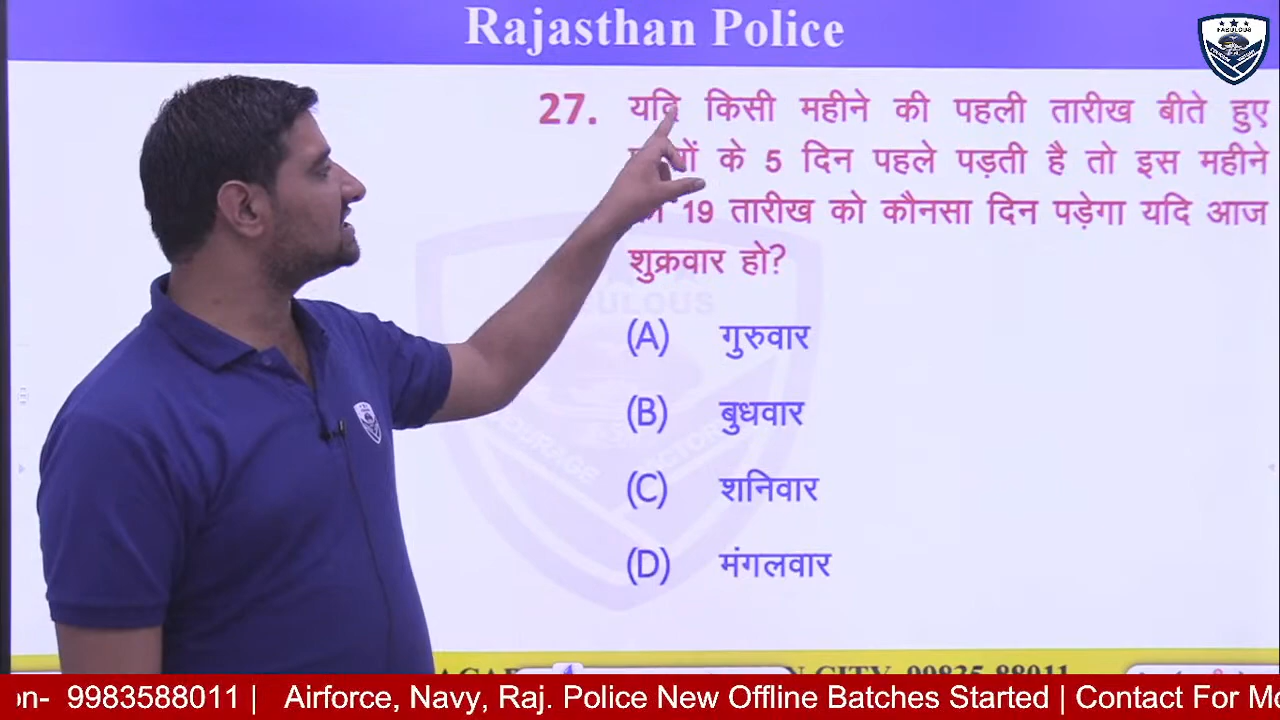 Rajasthan Police
FABULOUS
27. यदि किसी महीने की पहली तारीख बीते हुए
के 5 दिन पहले पड़ती है तो इस महीने
19 तारीख को कौनसा दिन पड़ेगा यदि आज
शुक्रवार हो?
(A) गुरुवार
(B) बुधवार
(C) शनिवार
(D) मंगलवार
9983588011 | Airforce, Navy, Raj. Police New Offline Batches Started | Contact For